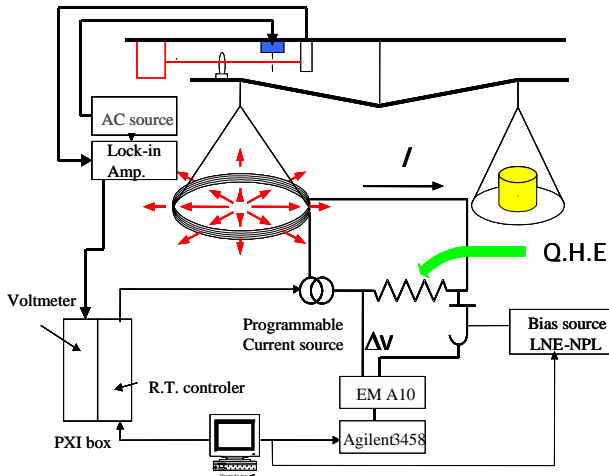 AC source
Lock-in
Amp.
I
Q.H.E
Voltmeter
Programmable
Current source
ΔV
Bias source
LNE-NPL
R.T. controler
EM A10
PXI box
Agilent3458